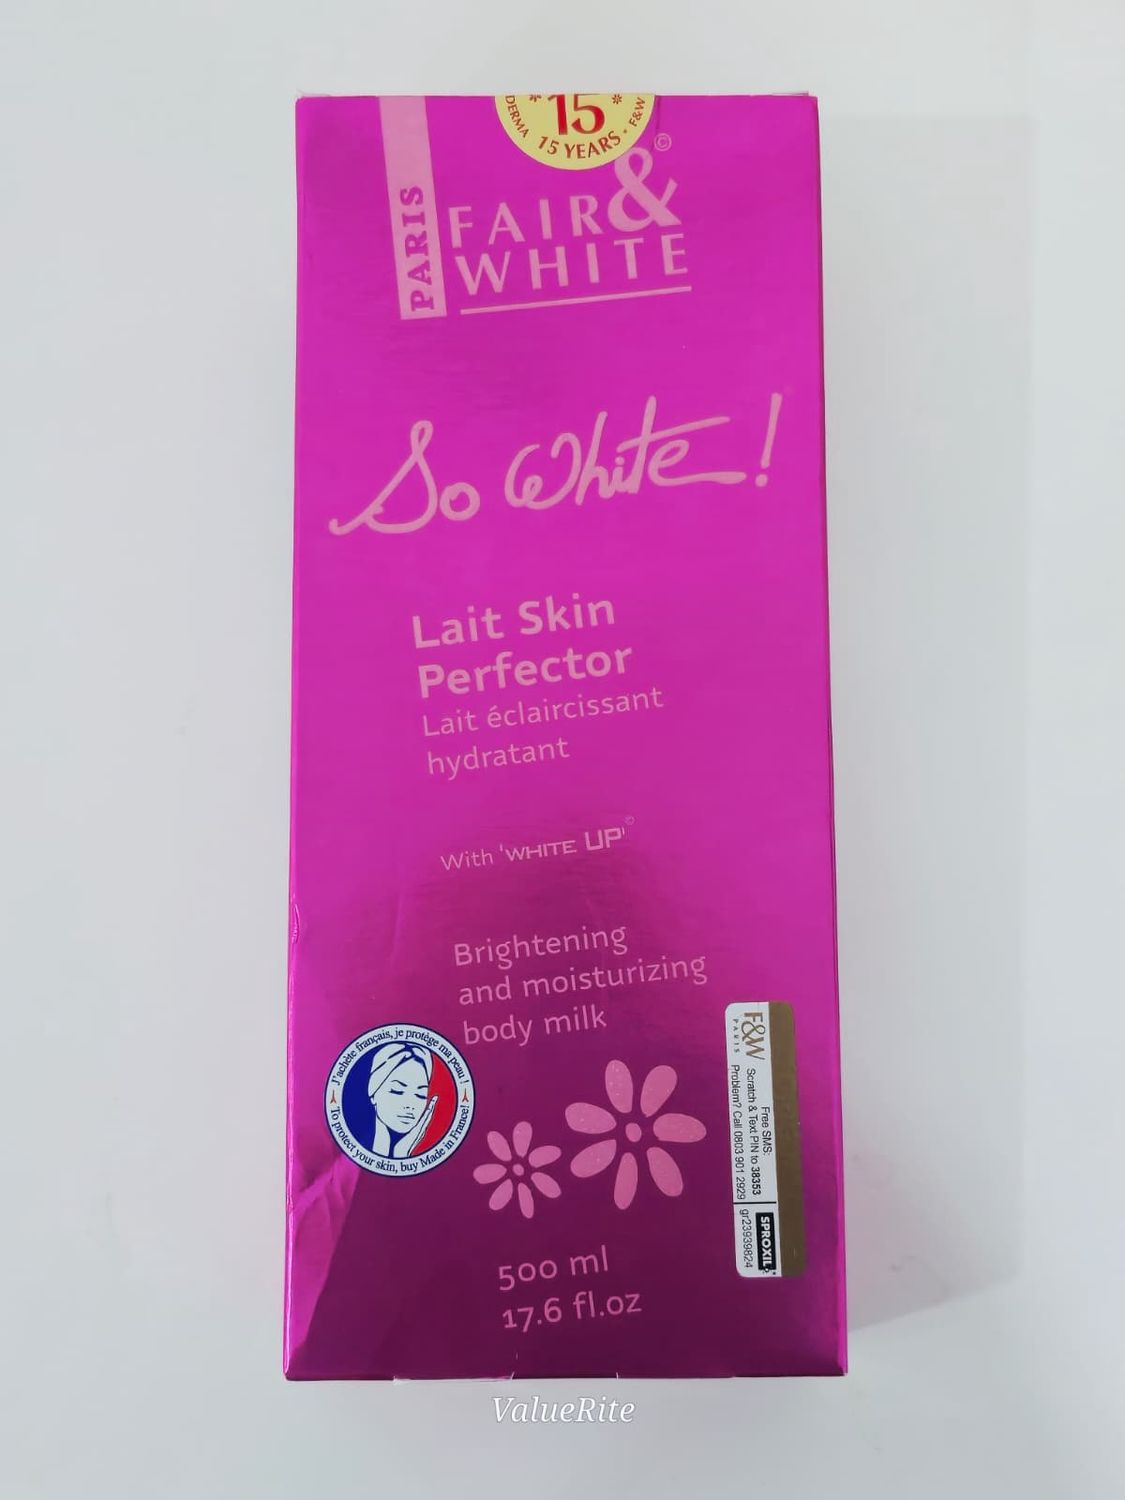 DERMA * 15 * F&W
15 YEARS •
PARIS
FAIR&©
WHITE
So White!
Lait Skin
Perfector
Lait éclaircissant
hydratant
With 'WHITE UP'©
Brightening
and moisturizing
body milk
J'achète français, je protège ma peau !
To protect your skin, buy Made in France!
F&W
PARIS
Free SMS:
Scratch & Text PIN to 38353
Problem? Call 0803 901 2929
SPROXIL
gr23939824
500 ml
17.6 fl.oz
ValueRite